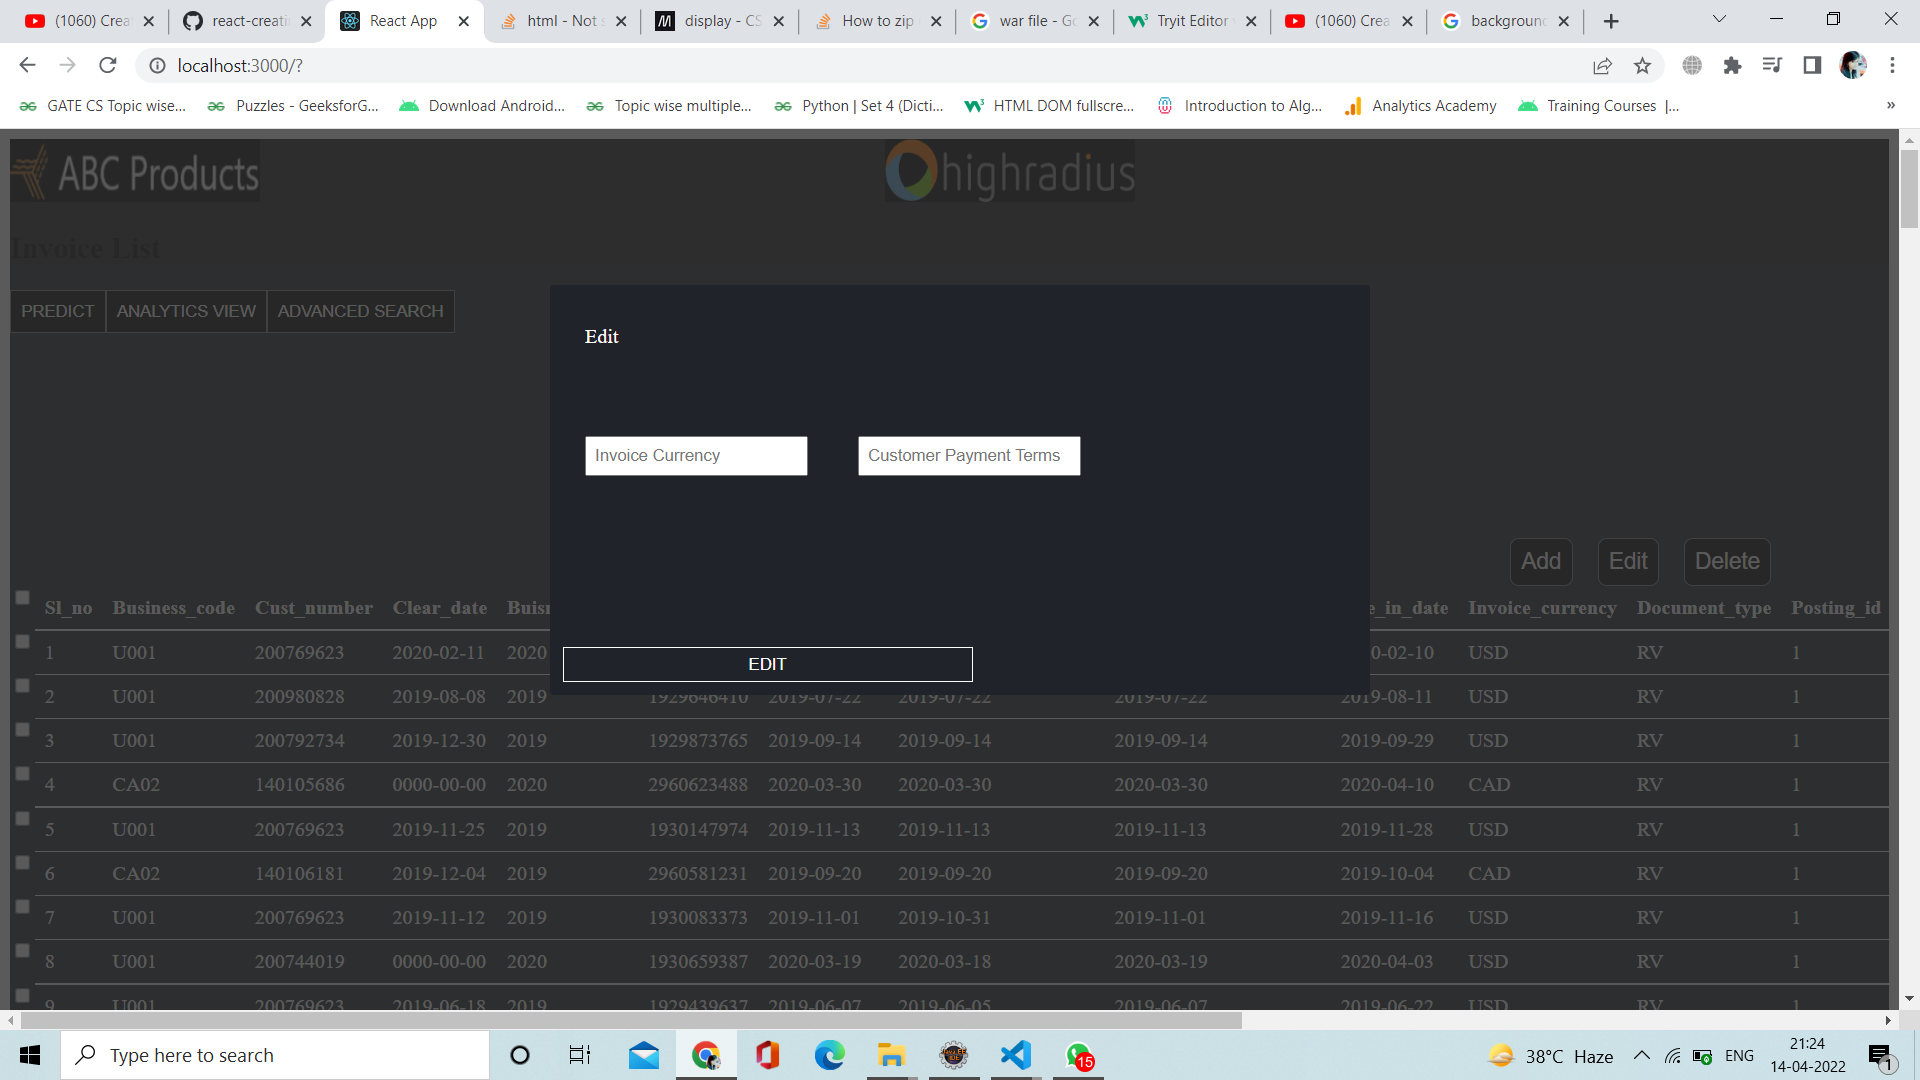 (1060) Crea
react-creati
React App
html - Not s
display - CS
How to zip
war file - Go
Tryit Editor
(1060) Crea
background
localhost:3000/?
GATE CS Topic wise...
Puzzles - GeeksforG...
Download Android...
Topic wise multiple...
Python | Set 4 (Dicti...
HTML DOM fullscre...
Introduction to Alg...
Analytics Academy
Training Courses |...
»
ABC Products
highradius
Invoice List
PREDICT ANALYTICS VIEW ADVANCED SEARCH
Edit
Invoice Currency Customer Payment Terms
Add Edit Delete
Sl_no Business_code Cust_number Clear_date Buisn e_in_date Invoice_currency Document_type Posting_id
1 U001 200769623 2020-02-11 2020 0-02-10 USD RV 1
EDIT
2 U001 200980828 2019-08-08 2019 1929646410 2019-07-22 2019-07-22 2019-07-22 2019-08-11 USD RV 1
3 U001 200792734 2019-12-30 2019 1929873765 2019-09-14 2019-09-14 2019-09-14 2019-09-29 USD RV 1
4 CA02 140105686 0000-00-00 2020 2960623488 2020-03-30 2020-03-30 2020-03-30 2020-04-10 CAD RV 1
5 U001 200769623 2019-11-25 2019 1930147974 2019-11-13 2019-11-13 2019-11-13 2019-11-28 USD RV 1
6 CA02 140106181 2019-12-04 2019 2960581231 2019-09-20 2019-09-20 2019-09-20 2019-10-04 CAD RV 1
7 U001 200769623 2019-11-12 2019 1930083373 2019-11-01 2019-10-31 2019-11-01 2019-11-16 USD RV 1
8 U001 200744019 0000-00-00 2020 1930659387 2020-03-19 2020-03-18 2020-03-19 2020-04-03 USD RV 1
9 U001 200769623 2019-06-18 2019 1929439637 2019-06-07 2019-06-05 2019-06-07 2019-06-22 USD RV 1
Type here to search
15
38°C Haze
ENG
21:24
14-04-2022
1